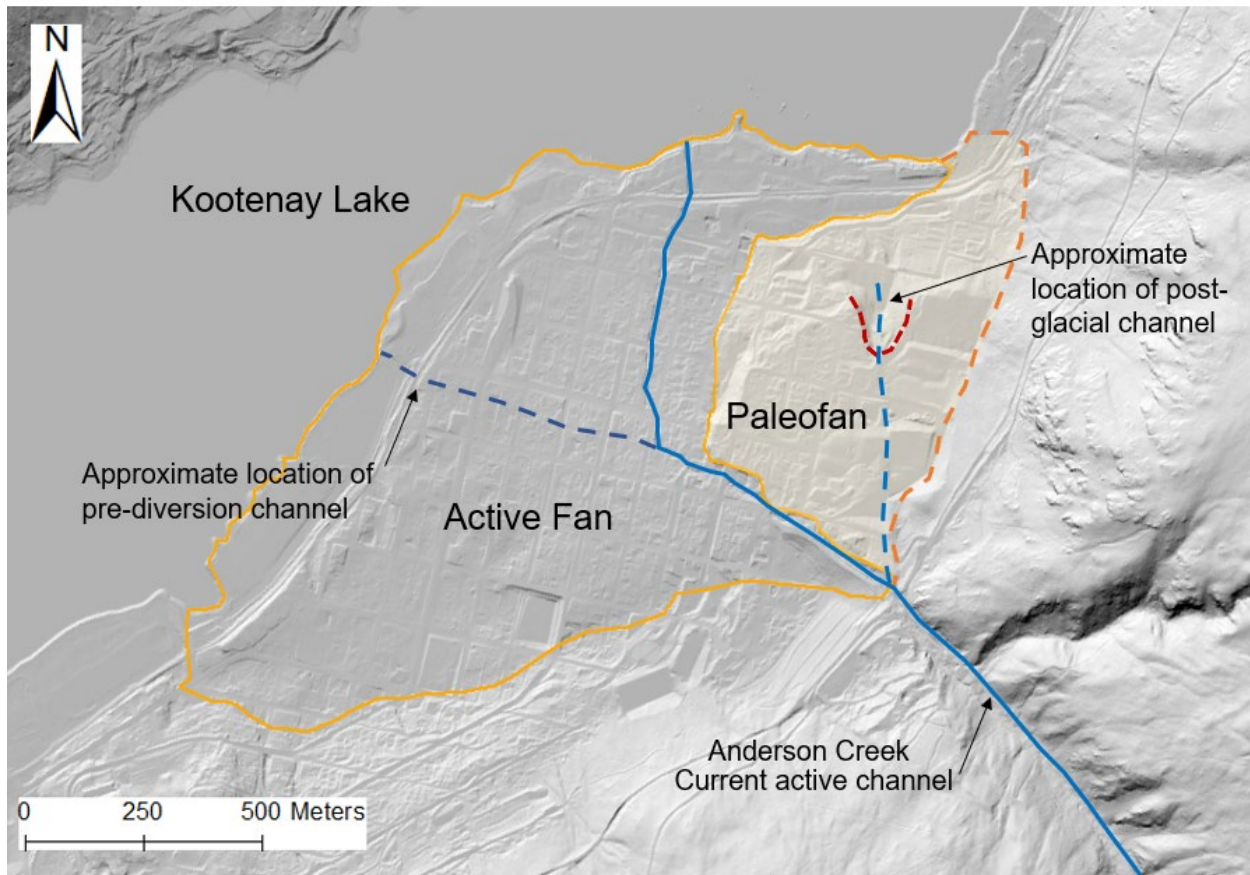 N
Kootenay Lake
Approximate
location of post-
glacial channel
Paleofan
Approximate location of
pre-diversion channel
Active Fan
Anderson Creek
Current active channel
0 250 500 Meters